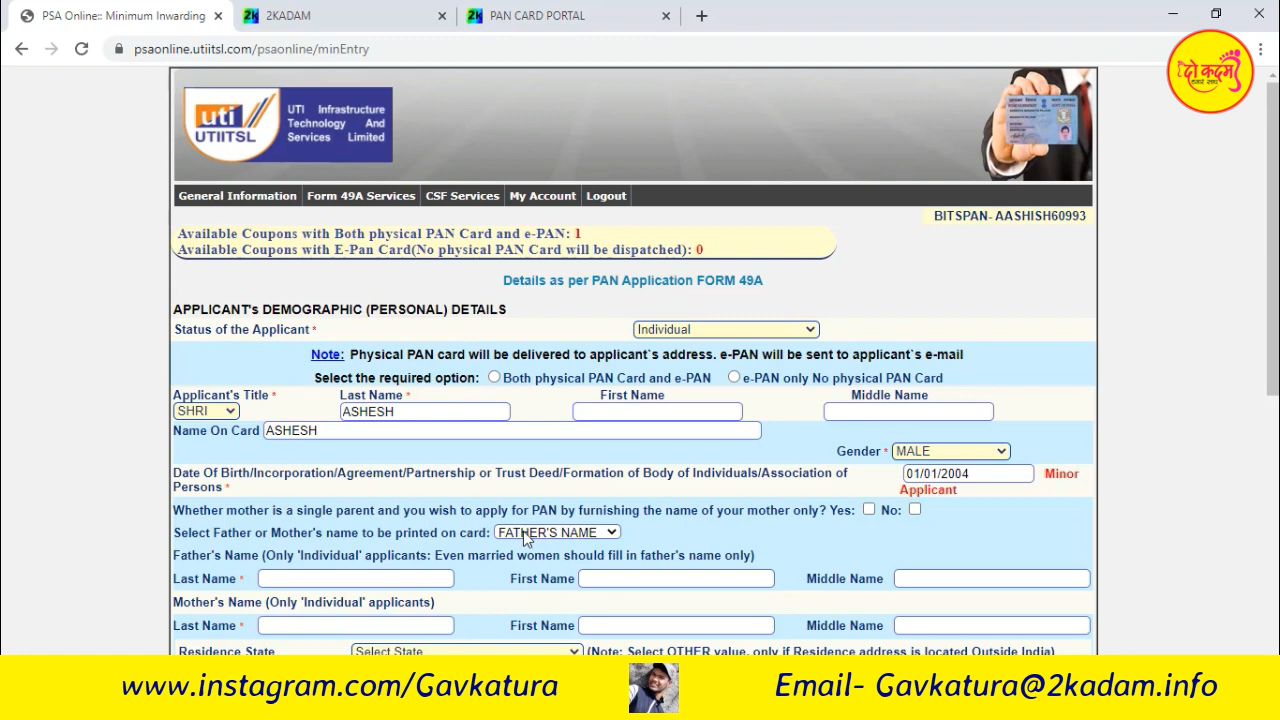 PSA Online:: Minimum Inwarding
2KADAM
PAN CARD PORTAL
psaonline.utiitsl.com/psaonline/minEntry
दो कदम
uti
UTIITSL
UTI Infrastructure
Technology And
Services Limited
General Information Form 49A Services CSF Services My Account Logout
BITSPAN- AASHISH60993
Available Coupons with Both physical PAN Card and e-PAN: 1
Available Coupons with E-Pan Card(No physical PAN Card will be dispatched): 0
Details as per PAN Application FORM 49A
APPLICANT's DEMOGRAPHIC (PERSONAL) DETAILS
Status of the Applicant * Individual
Note: Physical PAN card will be delivered to applicant`s address. e-PAN will be sent to applicant`s e-mail
Select the required option: Both physical PAN Card and e-PAN e-PAN only No physical PAN Card
Applicant's Title * Last Name * First Name Middle Name
SHRI ASHESH
Name On Card ASHESH
Gender * MALE
Date Of Birth/Incorporation/Agreement/Partnership or Trust Deed/Formation of Body of Individuals/Association of 01/01/2004 Minor
Persons * Applicant
Whether mother is a single parent and you wish to apply for PAN by furnishing the name of your mother only? Yes: No:
Select Father or Mother's name to be printed on card: FATHER'S NAME
Father's Name (Only 'Individual' applicants: Even married women should fill in father's name only)
Last Name * First Name Middle Name
Mother's Name (Only 'Individual' applicants)
Last Name * First Name Middle Name
Residence State Select State (Note: Select OTHER value, only if Residence address is located Outside India)
www.instagram.com/Gavkatura
Email- Gavkatura@2kadam.info